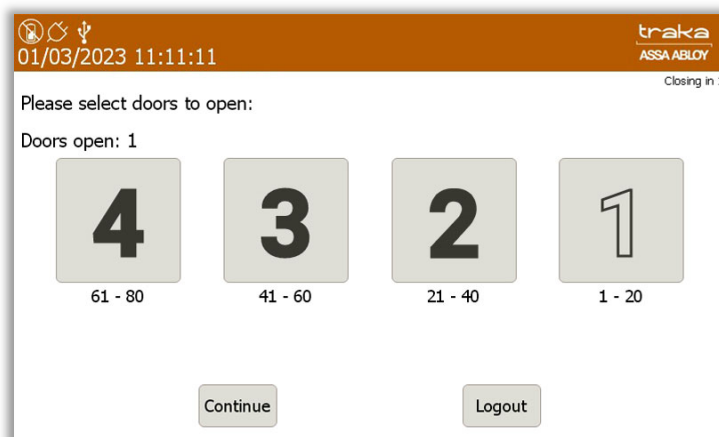 01/03/2023 11:11:11
traka
ASSA ABLOY
Closing in
Please select doors to open:
Doors open: 1
4 3 2 1
61 - 80 41 - 60 21 - 40 1 - 20
Continue Logout